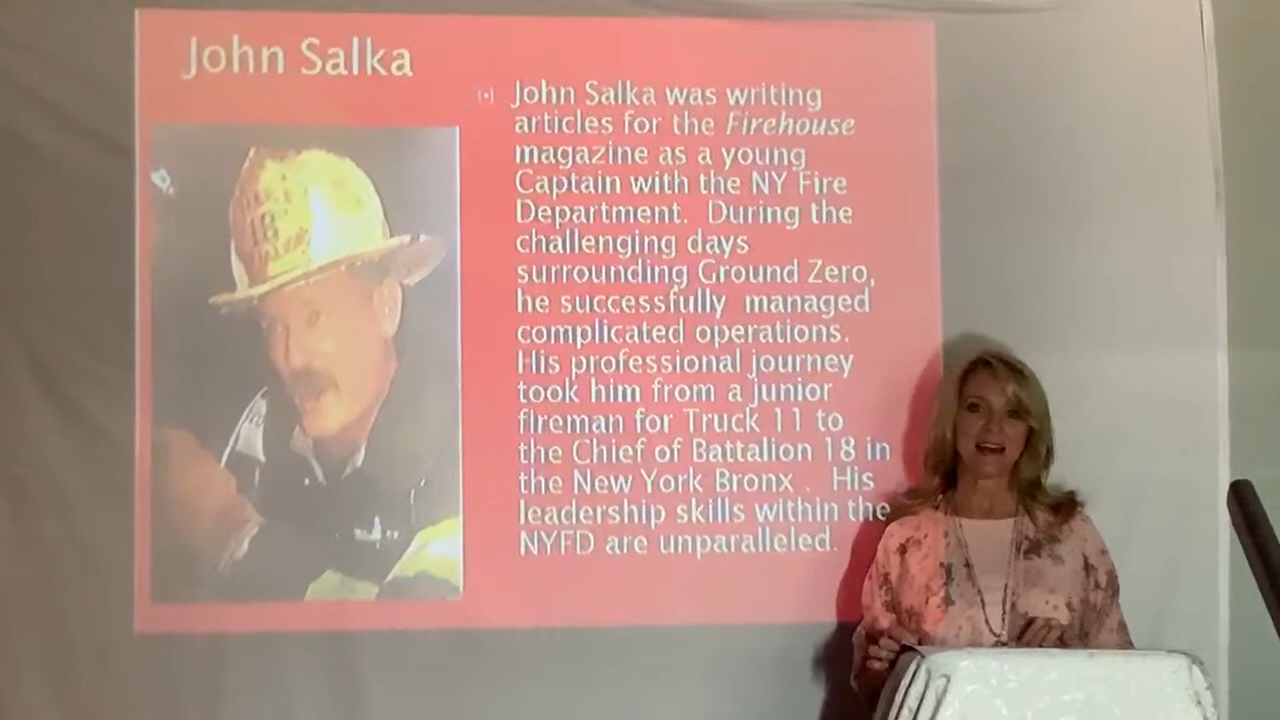 John Salka
John Salka was writing
articles for the Firehouse
magazine as a young
Captain with the NY Fire
Department. During the
challenging days
surrounding Ground Zero,
he successfully managed
complicated operations.
His professional journey
took him from a junior
fireman for Truck 11 to
the Chief of Battalion 18 in
the New York Bronx . His
leadership skills within the
NYFD are unparalleled.
18